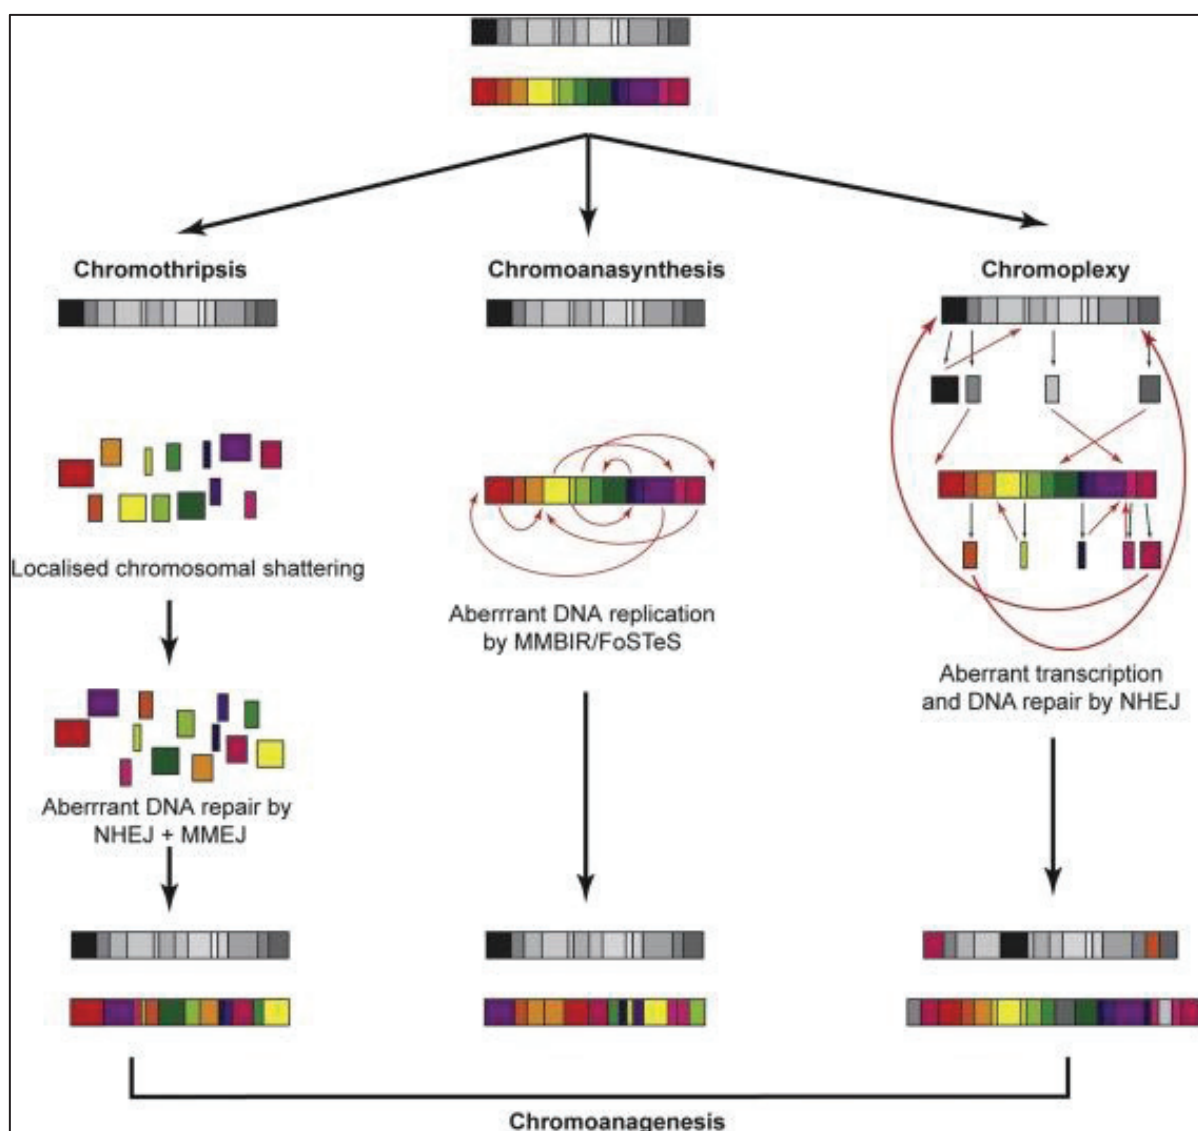 Chromothripsis
Chromoanasynthesis
Chromoplexy
Localised chromosomal shattering
Aberrrant DNA replication
by MMBIR/FoSTeS
Aberrant transcription
and DNA repair by NHEJ
Aberrrant DNA repair by
NHEJ + MMEJ
Chromoanagenesis